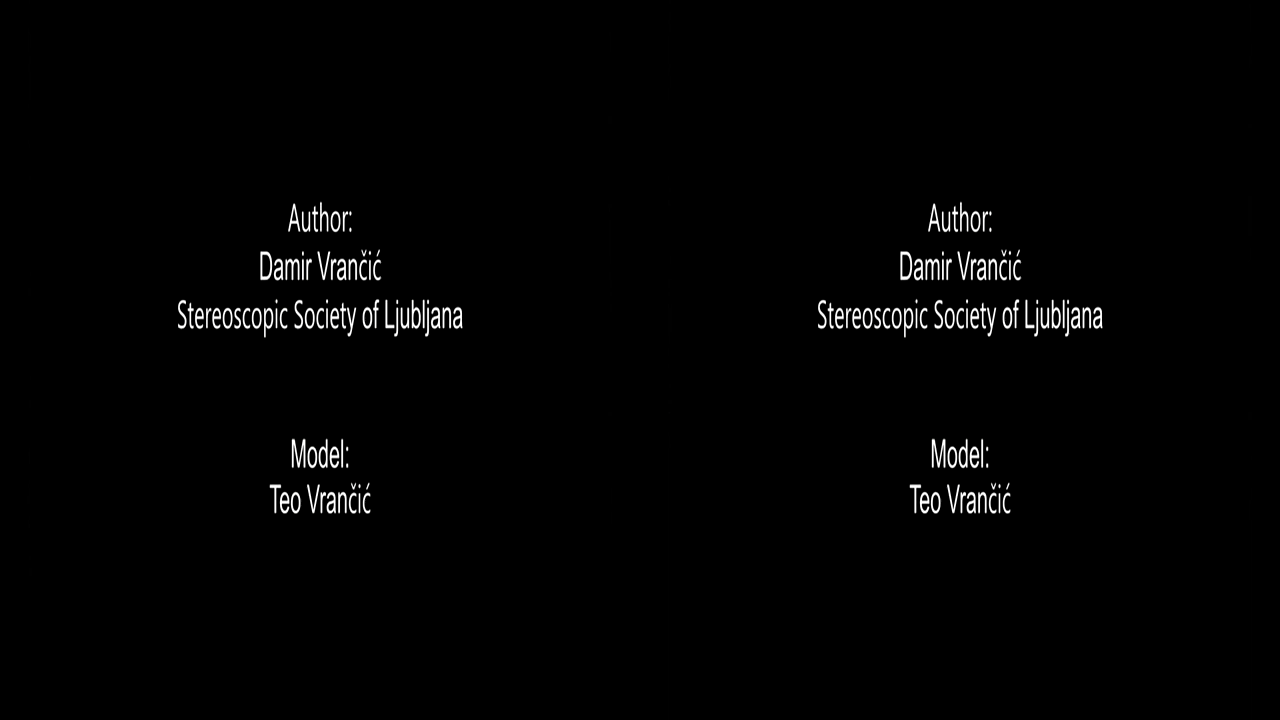 Author:
Damir Vrančić
Stereoscopic Society of Ljubljana
Model:
Teo Vrančić
Author:
Damir Vrančić
Stereoscopic Society of Ljubljana
Model:
Teo Vrančić